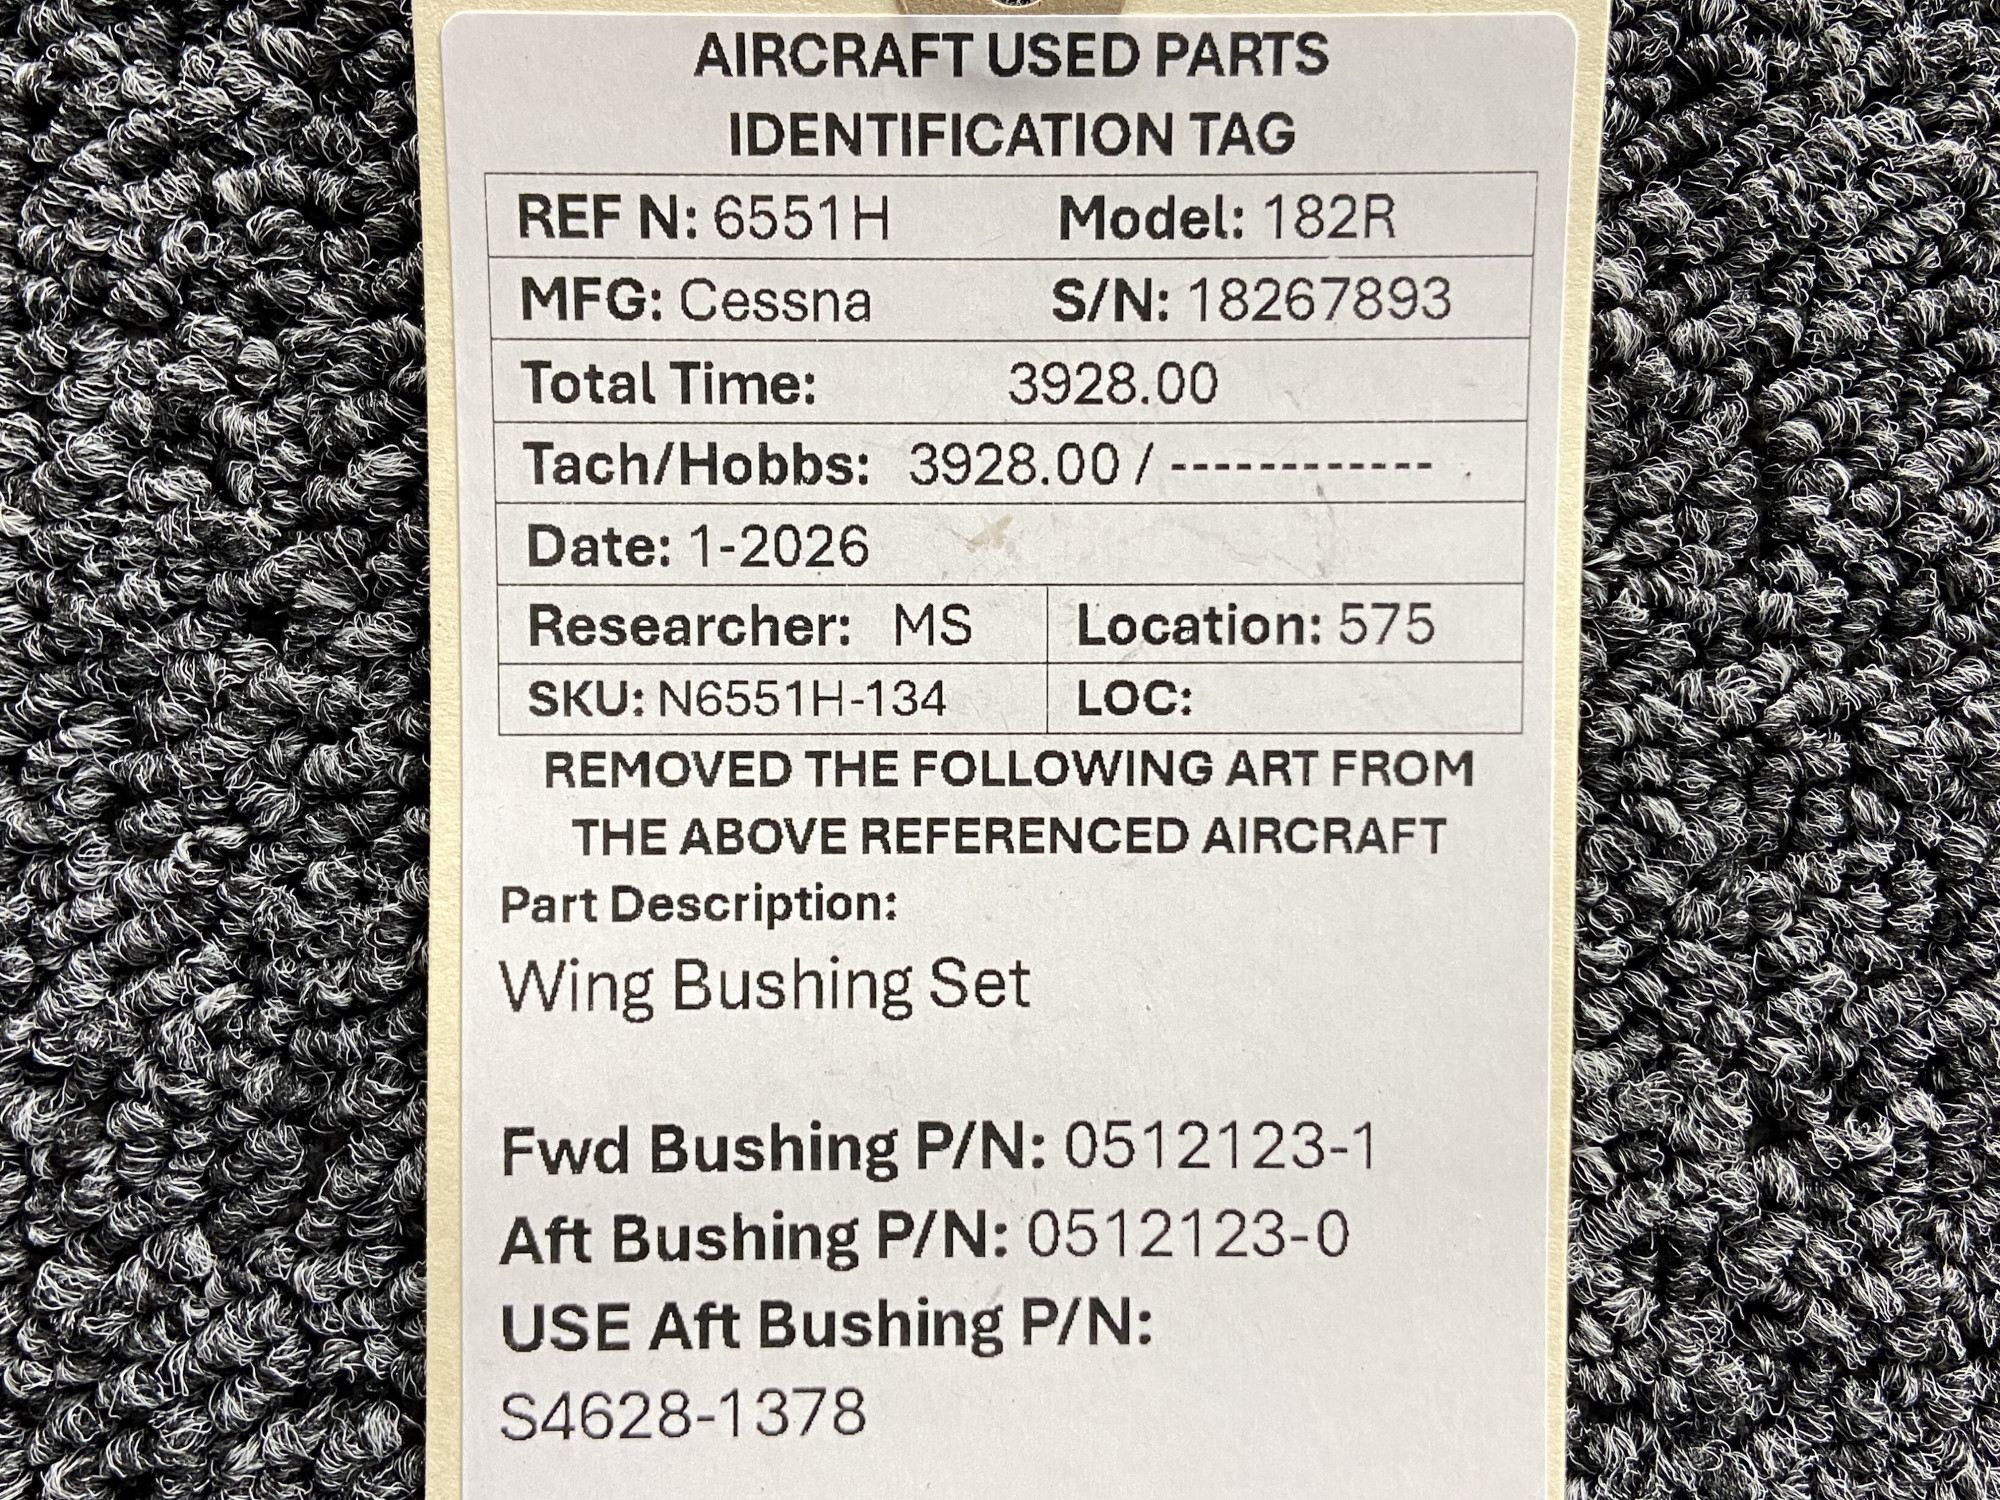 AIRCRAFT USED PARTS
IDENTIFICATION TAG
REF N: 6551H Model: 182R
MFG: Cessna S/N: 18267893
Total Time: 3928.00
Tach/Hobbs: 3928.00 / ------------
Date: 1-2026
Researcher: MS Location: 575
SKU: N6551H-134 LOC:
REMOVED THE FOLLOWING ART FROM
THE ABOVE REFERENCED AIRCRAFT
Part Description:
Wing Bushing Set
Fwd Bushing P/N: 0512123-1
Aft Bushing P/N: 0512123-0
USE Aft Bushing P/N:
S4628-1378